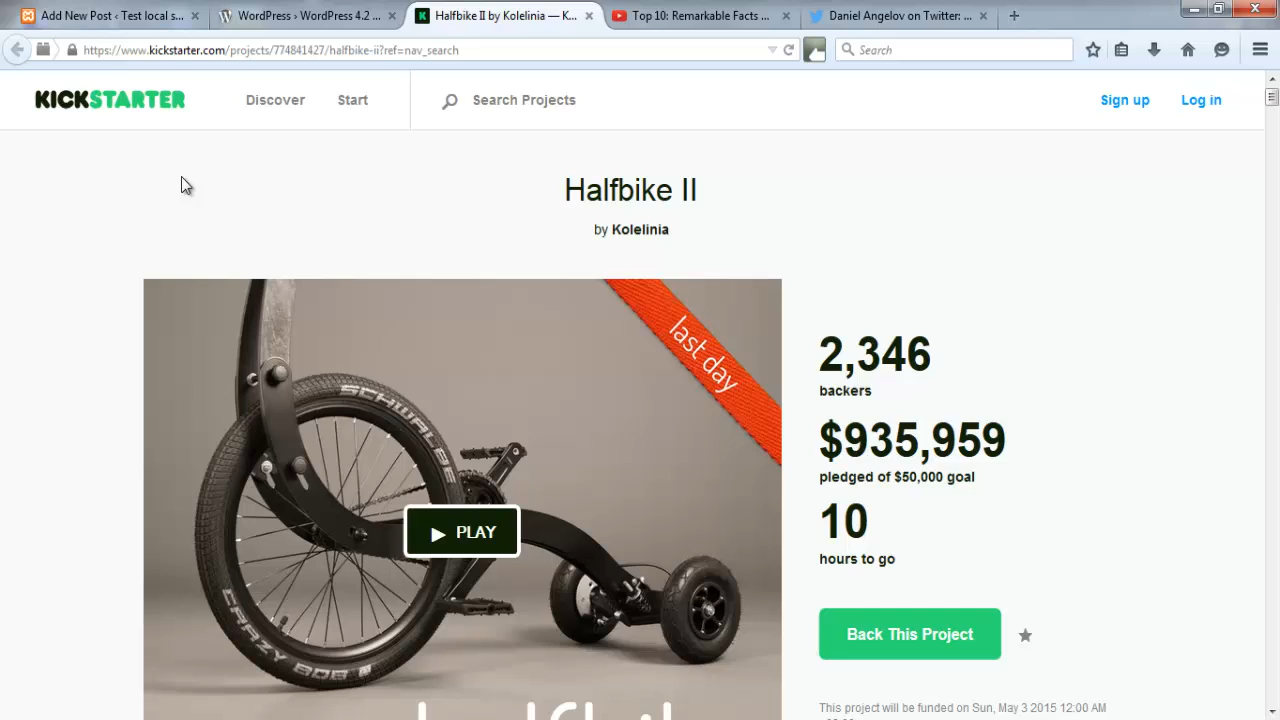 Add New Post ‹ Test local s...
WordPress › WordPress 4.2 ...
Halfbike II by Kolelinia — K...
Top 10: Remarkable Facts ...
Daniel Angelov on Twitter: ...
https://www.kickstarter.com/projects/774841427/halfbike-ii?ref=nav_search
Search
KICKSTARTER
Discover
Start
Search Projects
Sign up
Log in
Halfbike II
by Kolelinia
last day
SCHWALBE
CRAZY BOB
PLAY
2,346
backers
$935,959
pledged of $50,000 goal
10
hours to go
Back This Project
This project will be funded on Sun, May 3 2015 12:00 AM